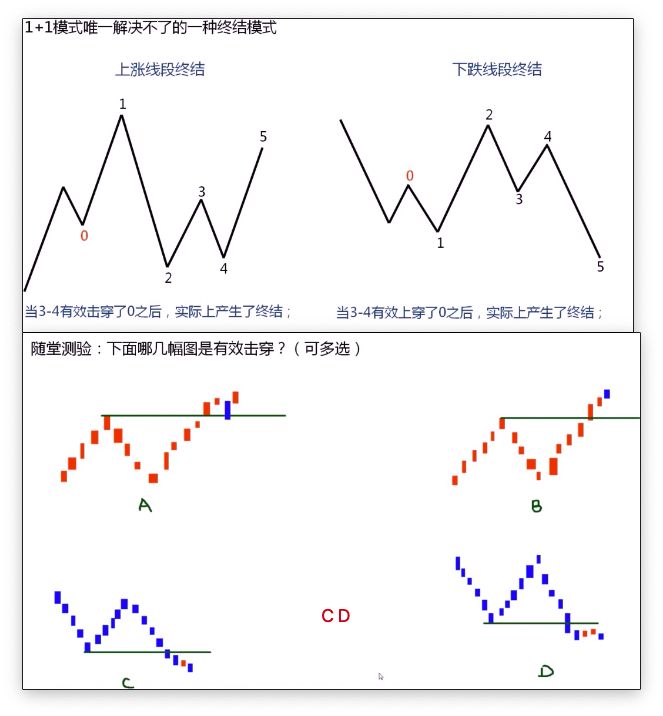 1+1模式唯一解决不了的一种终结模式
上涨线段终结
下跌线段终结
1
5
3
0
2
4
2
4
0
3
1
5
当3-4有效击穿了0之后，实际上产生了终结；
当3-4有效上穿了0之后，实际上产生了终结；
随堂测验：下面哪几幅图是有效击穿？（可多选）
A
B
CD
C
D